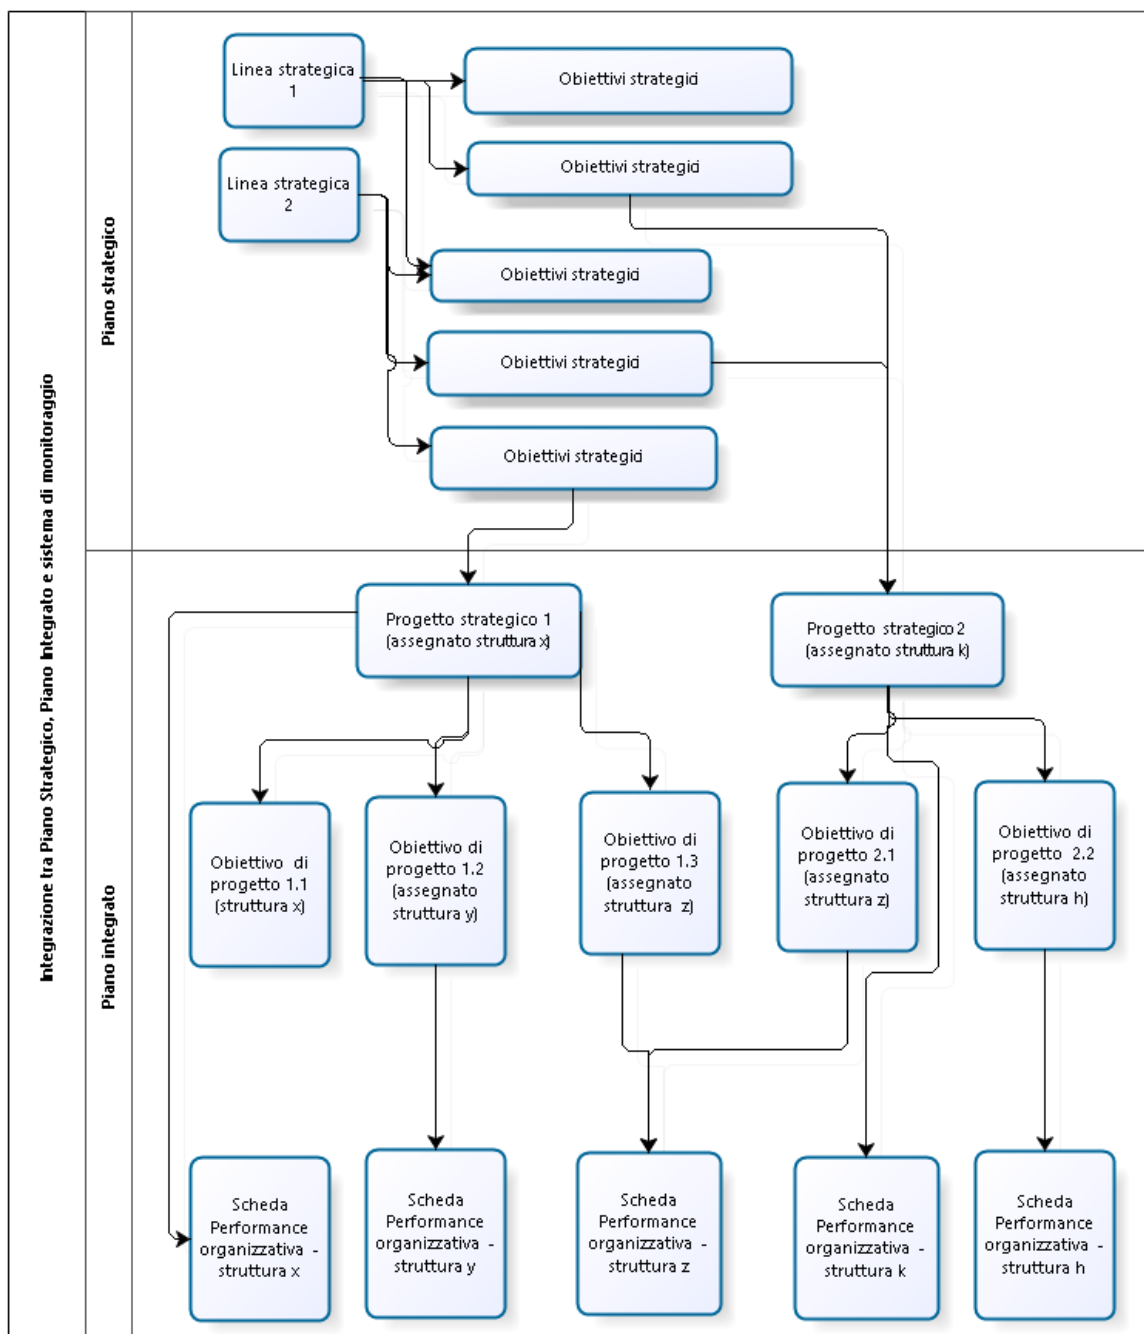 Integrazione tra Piano Strategico, Piano Integrato e sistema di monitoraggio
Piano strategico
Linea strategica
1
Obiettivi strategici
Obiettivi strategici
Linea strategica
2
Obiettivi strategici
Obiettivi strategici
Obiettivi strategici
Piano integrato
Progetto strategico 1
(assegnato struttura x)
Progetto strategico 2
(assegnato struttura k)
Obiettivo di
progetto 1.1
(struttura x)
Obiettivo di
progetto 1.2
(assegnato
struttura y)
Obiettivo di
progetto 1.3
(assegnato
struttura z)
Obiettivo di
progetto 2.1
(assegnato
struttura z)
Obiettivo di
progetto 2.2
(assegnato
struttura h)
Scheda
Performance
organizzativa -
struttura x
Scheda
Performance
organizzativa -
struttura y
Scheda
Performance
organizzativa -
struttura z
Scheda
Performance
organizzativa -
struttura k
Scheda
Performance
organizzativa -
struttura h